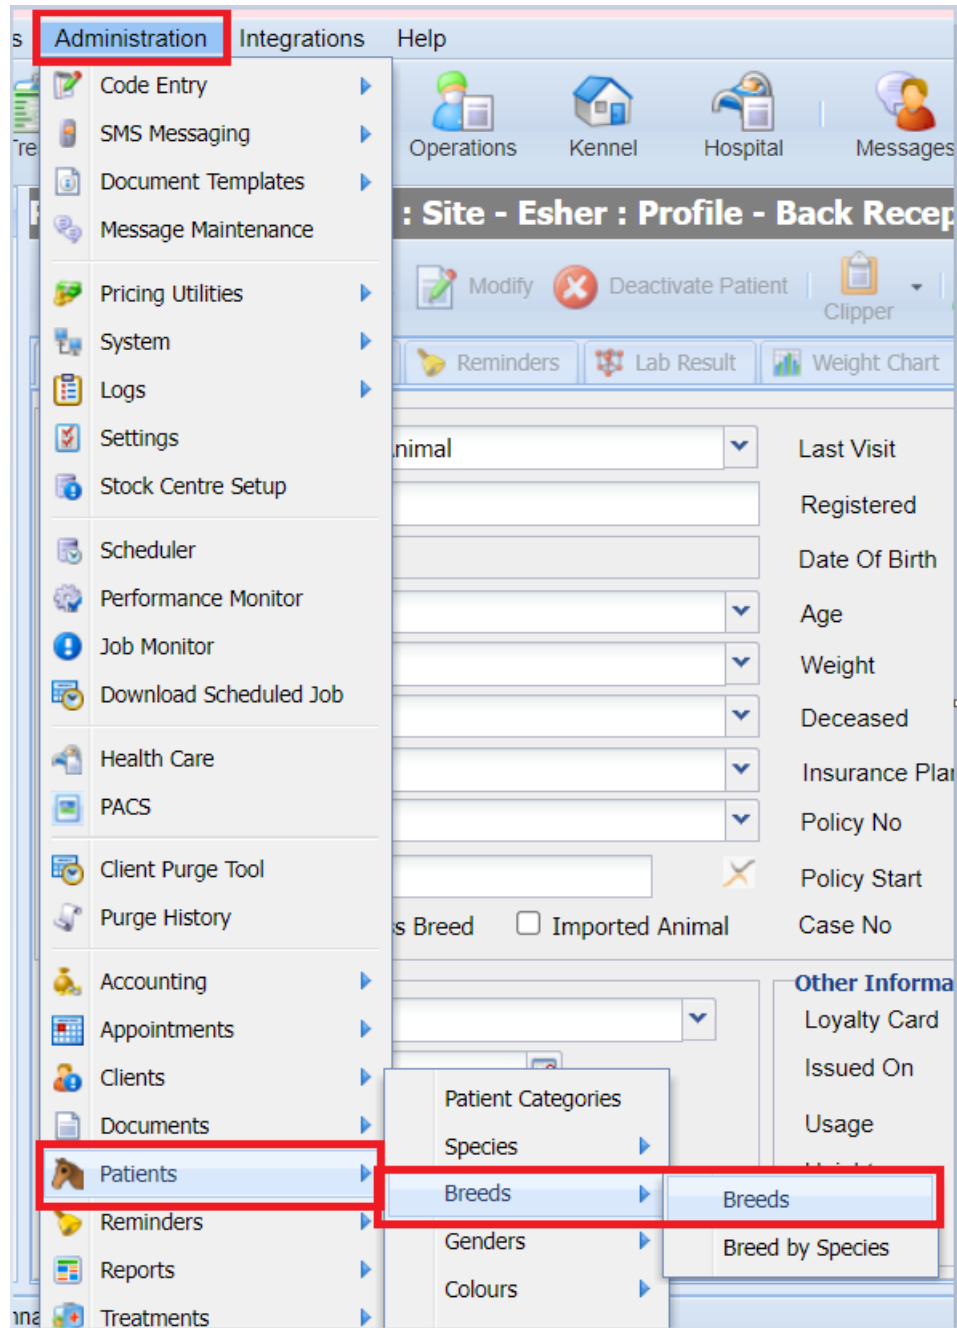 s Administration Integrations Help
Code Entry
SMS Messaging
Document Templates
Message Maintenance
Pricing Utilities
System
Logs
Settings
Stock Centre Setup
Scheduler
Performance Monitor
Job Monitor
Download Scheduled Job
Health Care
PACS
Client Purge Tool
Purge History
Accounting
Appointments
Clients
Documents
Patients
Reminders
Reports
Treatments
Patient Categories
Species
Breeds
Genders
Colours
Breeds
Breed by Species
Tre
Operations Kennel Hospital Messages
: Site - Esher : Profile - Back Recep
Modify Deactivate Patient Clipper
Reminders Lab Result Weight Chart
Animal
Last Visit
Registered
Date Of Birth
Age
Weight
Deceased
Insurance Plan
Policy No
Policy Start
ss Breed Imported Animal Case No
Other Informa
Loyalty Card
Issued On
Usage
nna